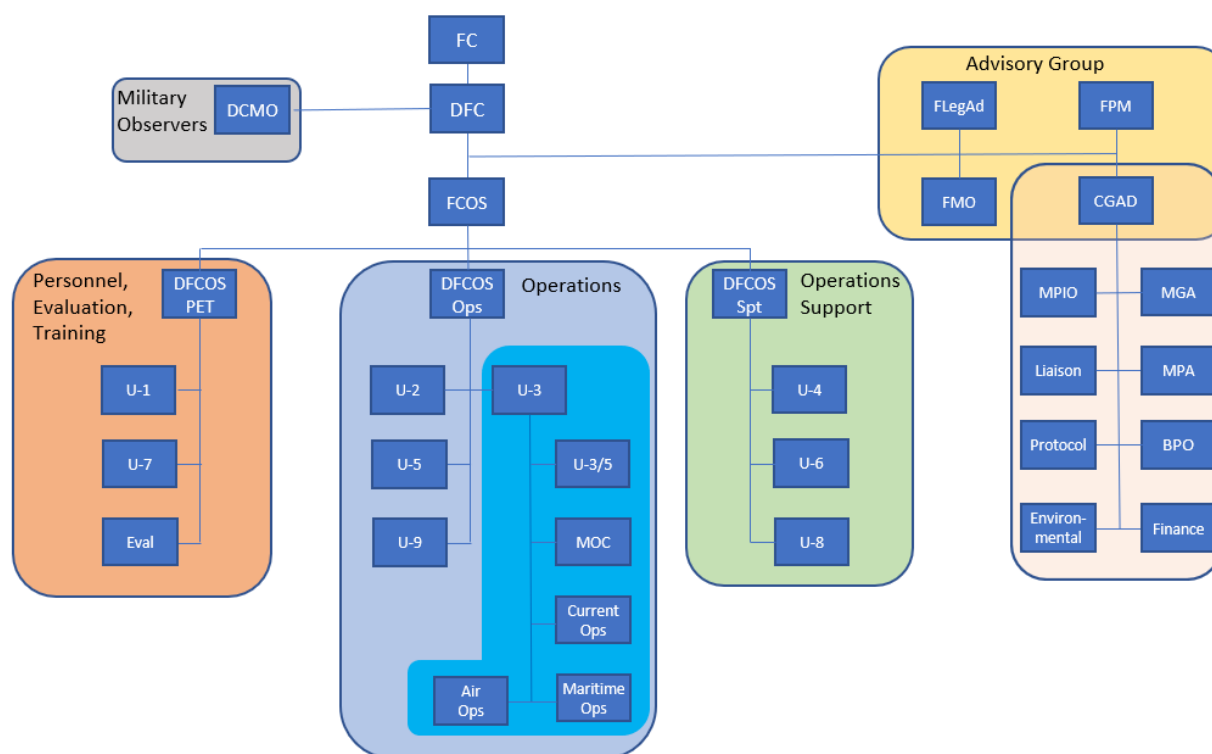 FC
Military
Observers
DCMO
DFC
Advisory Group
FLegAd
FPM
FCOS
FMO
CGAD
Personnel,
Evaluation,
Training
DFCOS
PET
U-1
U-7
Eval
DFCOS
Ops
Operations
U-2
U-3
U-5
U-3/5
U-9
MOC
Current
Ops
Air
Ops
Maritime
Ops
DFCOS
Spt
Operations
Support
U-4
U-6
U-8
MPIO
MGA
Liaison
MPA
Protocol
BPO
Environ-
mental
Finance